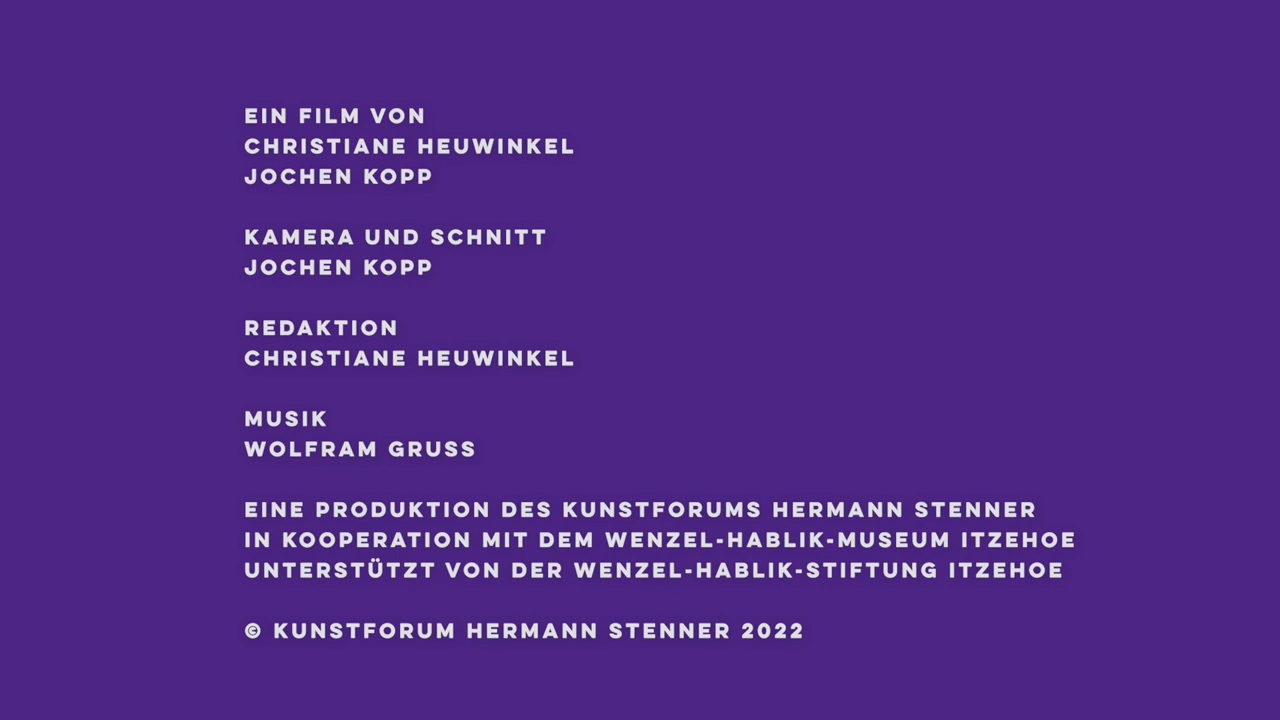 EIN FILM VON
CHRISTIANE HEUWINKEL
JOCHEN KOPP
KAMERA UND SCHNITT
JOCHEN KOPP
REDAKTION
CHRISTIANE HEUWINKEL
MUSIK
WOLFRAM GRUSS
EINE PRODUKTION DES KUNSTFORUMS HERMANN STENNER
IN KOOPERATION MIT DEM WENZEL-HABLIK-MUSEUM ITZEHOE
UNTERSTÜTZT VON DER WENZEL-HABLIK-STIFTUNG ITZEHOE
© KUNSTFORUM HERMANN STENNER 2022